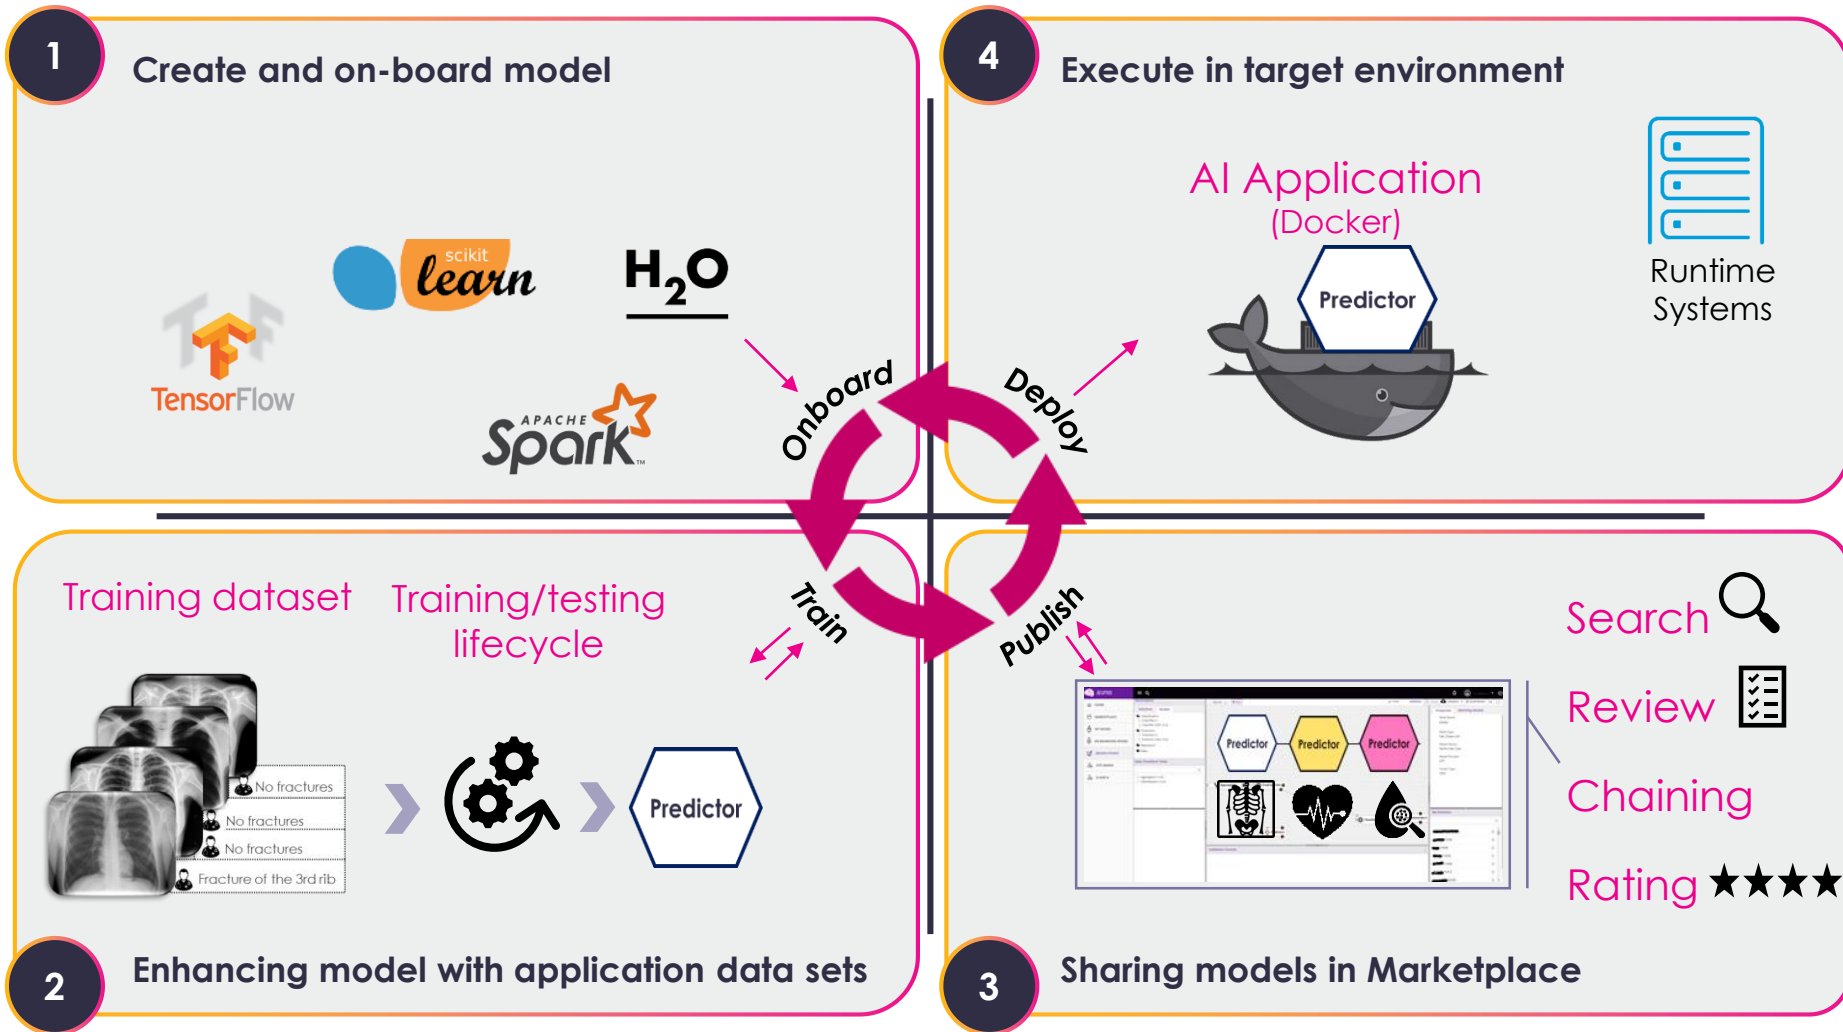 1
Create and on-board model
TensorFlow
scikit
learn
H2O
APACHE
Spark™
Onboard
4
Execute in target environment
AI Application
(Docker)
Predictor
Runtime
Systems
Deploy
Training dataset
Training/testing
lifecycle
No fractures
No fractures
No fractures
Fracture of the 3rd rib
Predictor
Train
2
Enhancing model with application data sets
Publish
Predictor
Predictor
Predictor
Search
Review
Chaining
Rating
3
Sharing models in Marketplace